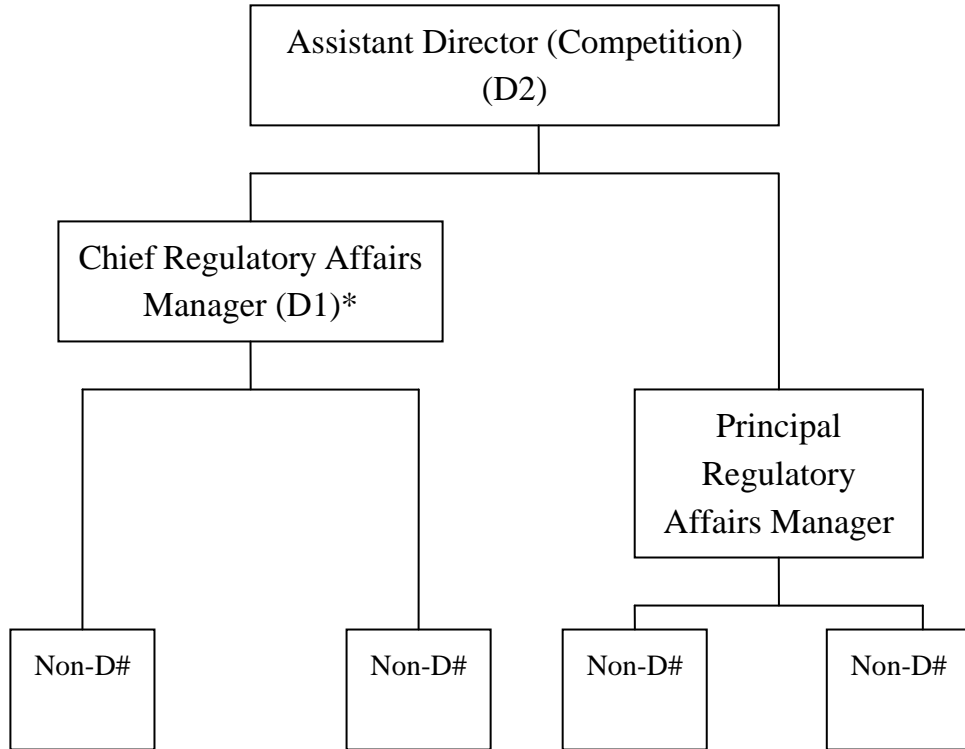 Assistant Director (Competition)
(D2)
Chief Regulatory Affairs
Manager (D1)*
Principal
Regulatory
Affairs Manager
Non-D#
Non-D#
Non-D#
Non-D#